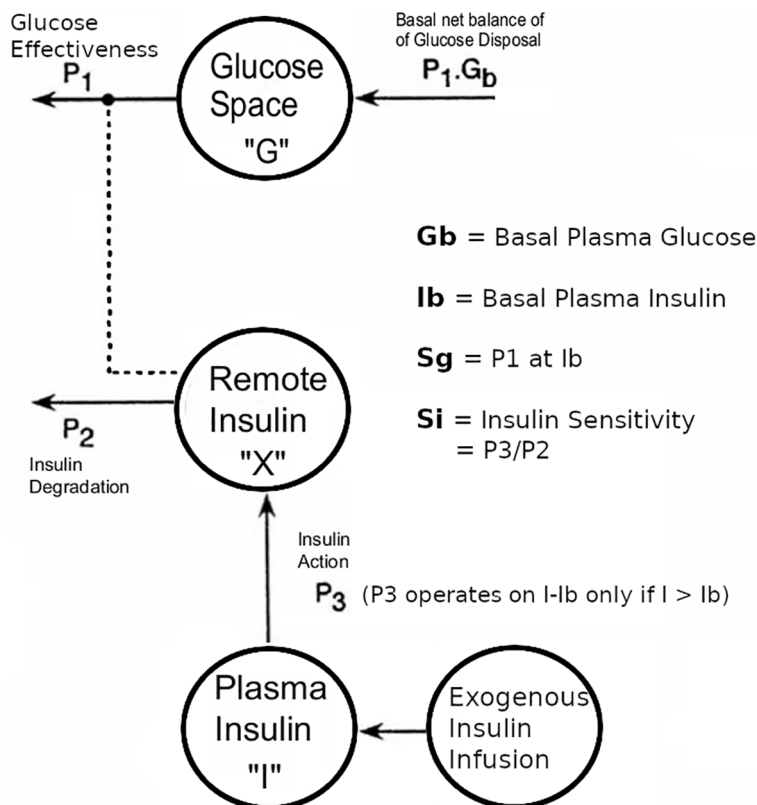 Glucose
Effectiveness
P1
Glucose
Space
"G"
Basal net balance of
of Glucose Disposal
P1.Gb
Gb = Basal Plasma Glucose
Ib = Basal Plasma Insulin
Sg = P1 at Ib
Si = Insulin Sensitivity
= P3/P2
Remote
Insulin
"X"
P2
Insulin
Degradation
Insulin
Action
P3 (P3 operates on I-Ib only if I > Ib)
Plasma
Insulin
"I"
Exogenous
Insulin
Infusion